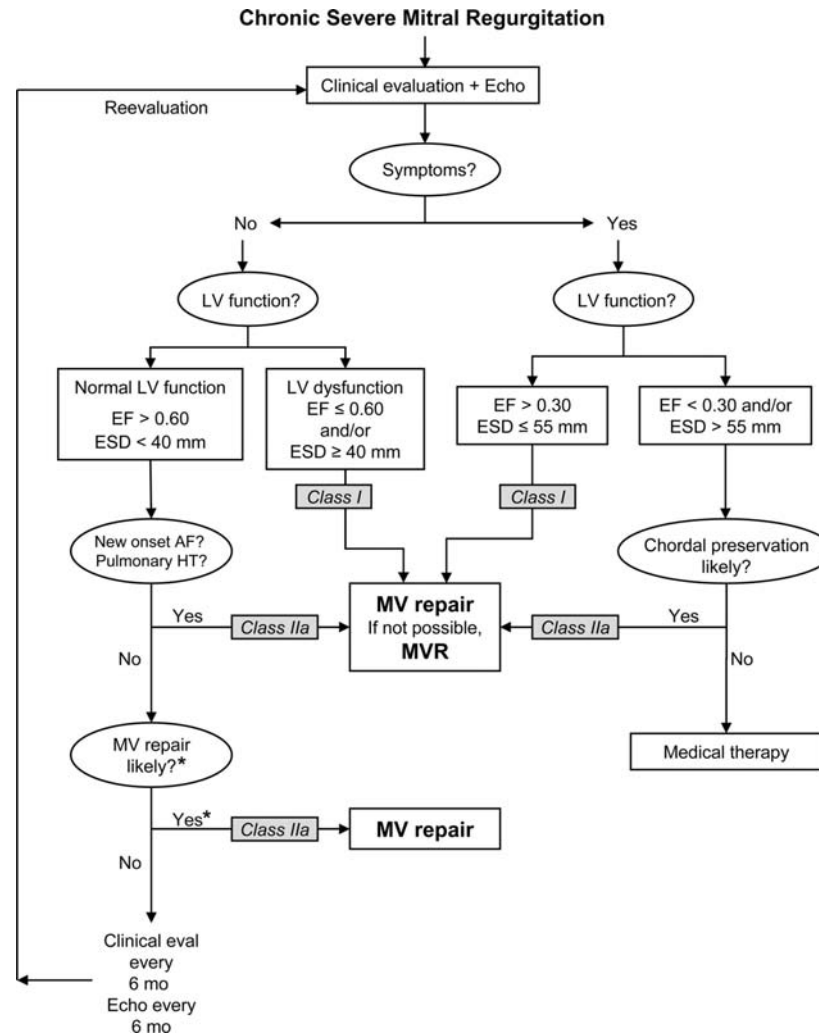 Chronic Severe Mitral Regurgitation
Clinical evaluation + Echo
Reevaluation
Symptoms?
No
Yes
LV function?
LV function?
Normal LV function
EF > 0.60
ESD < 40 mm
LV dysfunction
EF ≤ 0.60
and/or
ESD ≥ 40 mm
EF > 0.30
ESD ≤ 55 mm
EF < 0.30 and/or
ESD > 55 mm
Class I
Class I
New onset AF?
Pulmonary HT?
Chordal preservation
likely?
MV repair
If not possible,
MVR
Yes
Class IIa
Class IIa
Yes
No
No
MV repair
likely?*
Medical therapy
Yes*
Class IIa
MV repair
No
Clinical eval
every
6 mo
Echo every
6 mo